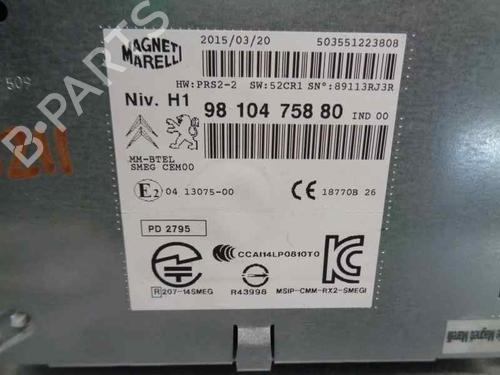 MAGNETI MARELLI
2015/03/20 503551223808
HW:PRS2-2 SW:52CR1 SN°:89113RJ3R
Niv. H1 98 104 758 80 IND 00
MM-BTEL
SMEG CEM00
E2 04 13075-00 CE 18770B 26
PD 2795
CCAI14LP0810T0
R 207-14SMEG R43998 MSIP-CMM-RX2-SMEGI
509
B-PARTS